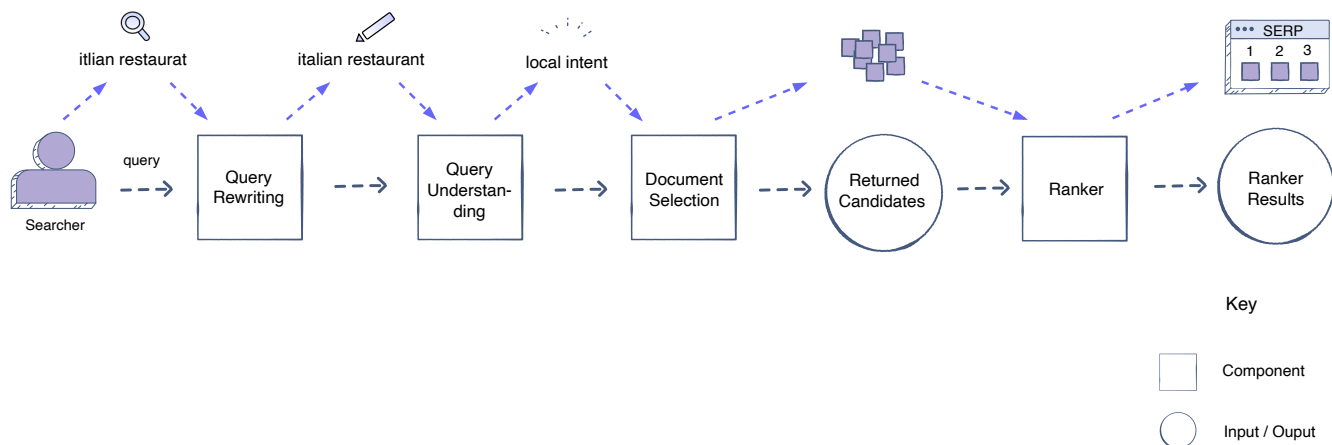 itlian restaurat
italian restaurant
local intent
SERP
1 2 3
query
Searcher
Query
Rewriting
Query
Understan-
ding
Document
Selection
Returned
Candidates
Ranker
Ranker
Results
Key
Component
Input / Ouput